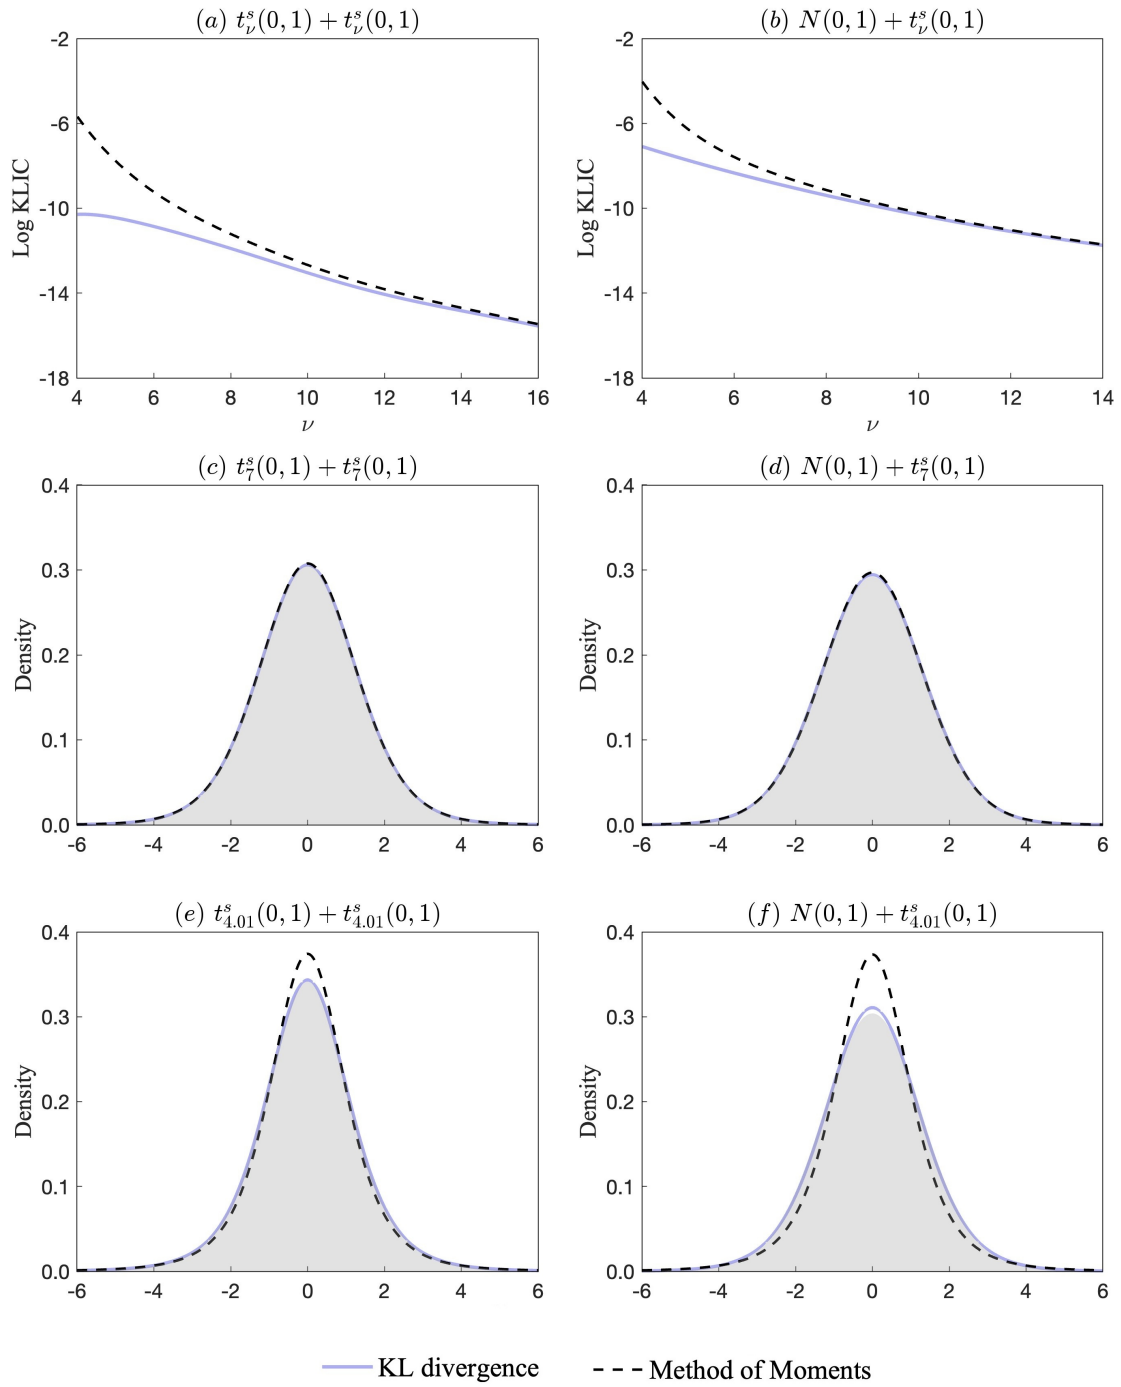 (a) $t^s_\nu(0,1) + t^s_\nu(0,1)$
-2
-6
-10
-14
-18
Log KLIC
4 6 8 10 12 14 16
ν
(b) $N(0,1) + t^s_\nu(0,1)$
-2
-6
-10
-14
-18
Log KLIC
4 6 8 10 12 14
ν
(c) $t^s_7(0,1) + t^s_7(0,1)$
0.4
0.3
0.2
0.1
0.0
Density
-6 -4 -2 0 2 4 6
(d) $N(0,1) + t^s_7(0,1)$
0.4
0.3
0.2
0.1
0.0
Density
-6 -4 -2 0 2 4 6
(e) $t^s_{4.01}(0,1) + t^s_{4.01}(0,1)$
0.4
0.3
0.2
0.1
0.0
Density
-6 -4 -2 0 2 4 6
(f) $N(0,1) + t^s_{4.01}(0,1)$
0.4
0.3
0.2
0.1
0.0
Density
-6 -4 -2 0 2 4 6
KL divergence
Method of Moments